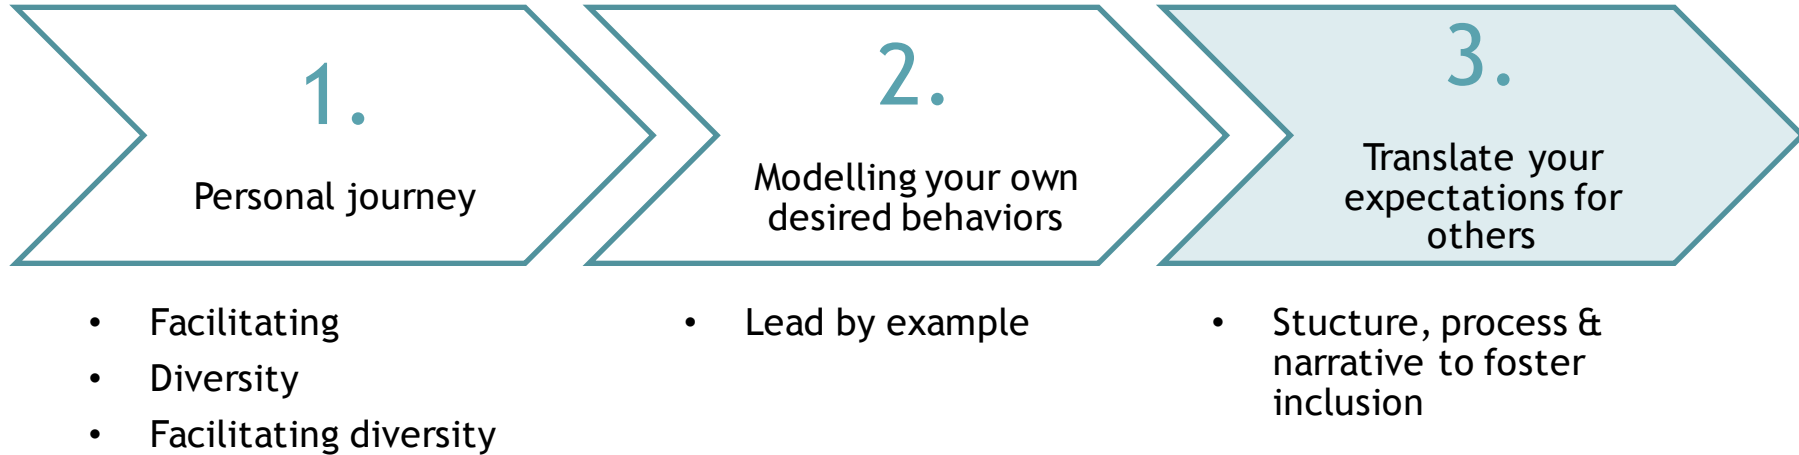 1.
Personal journey
• Facilitating
• Diversity
• Facilitating diversity
2.
Modelling your own
desired behaviors
• Lead by example
3.
Translate your
expectations for
others
• Stucture, process &
narrative to foster
inclusion